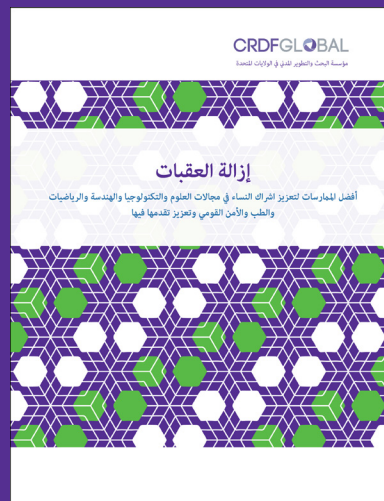 CRDFGLOBAL
مؤسسة البحث والتطوير المدني في الولايات المتحدة
إزالة العقبات
أفضل الممارسات لتعزيز اشراك النساء في مجالات العلوم والتكنولوجيا والهندسة والرياضيات
والطب والأمن القومي وتعزيز تقدمها فيها